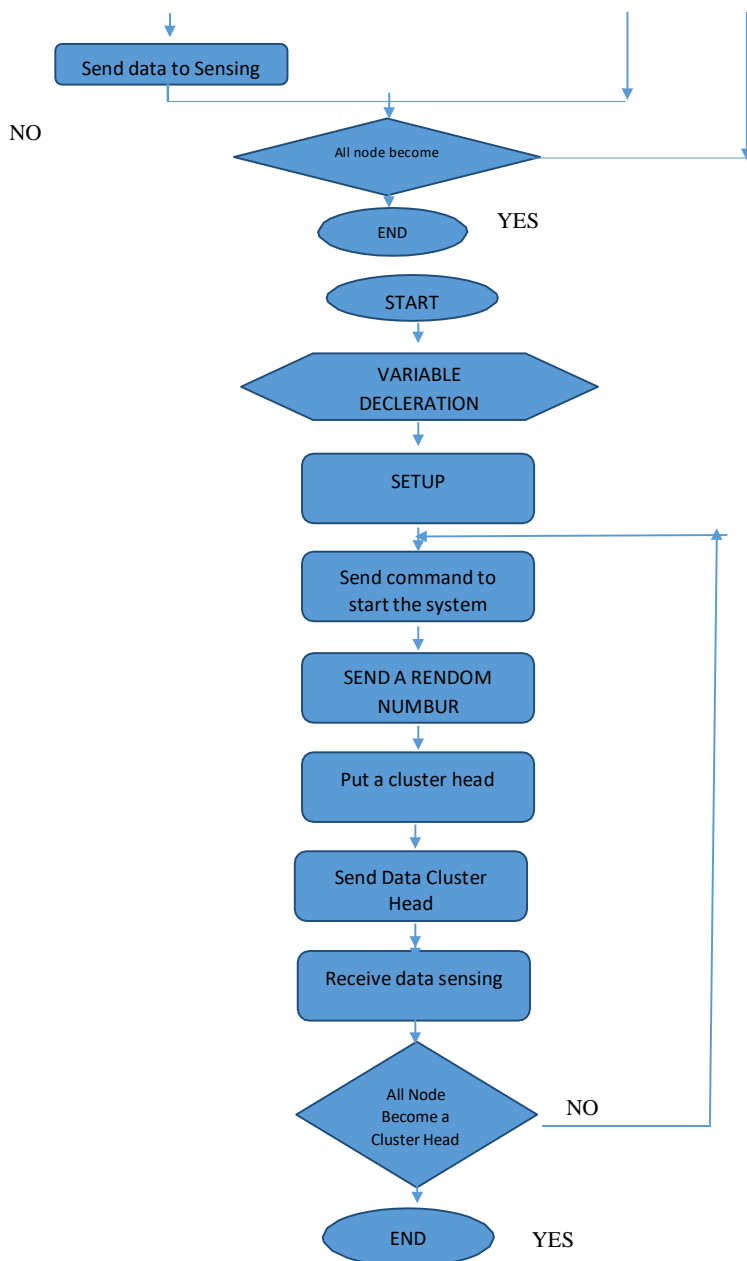 Send data to Sensing
NO
All node become
YES
END
START
VARIABLE
DECLERATION
SETUP
Send command to
start the system
SEND A RENDOM
NUMBUR
Put a cluster head
Send Data Cluster
Head
Receive data sensing
All Node
Become a
Cluster Head
NO
END
YES